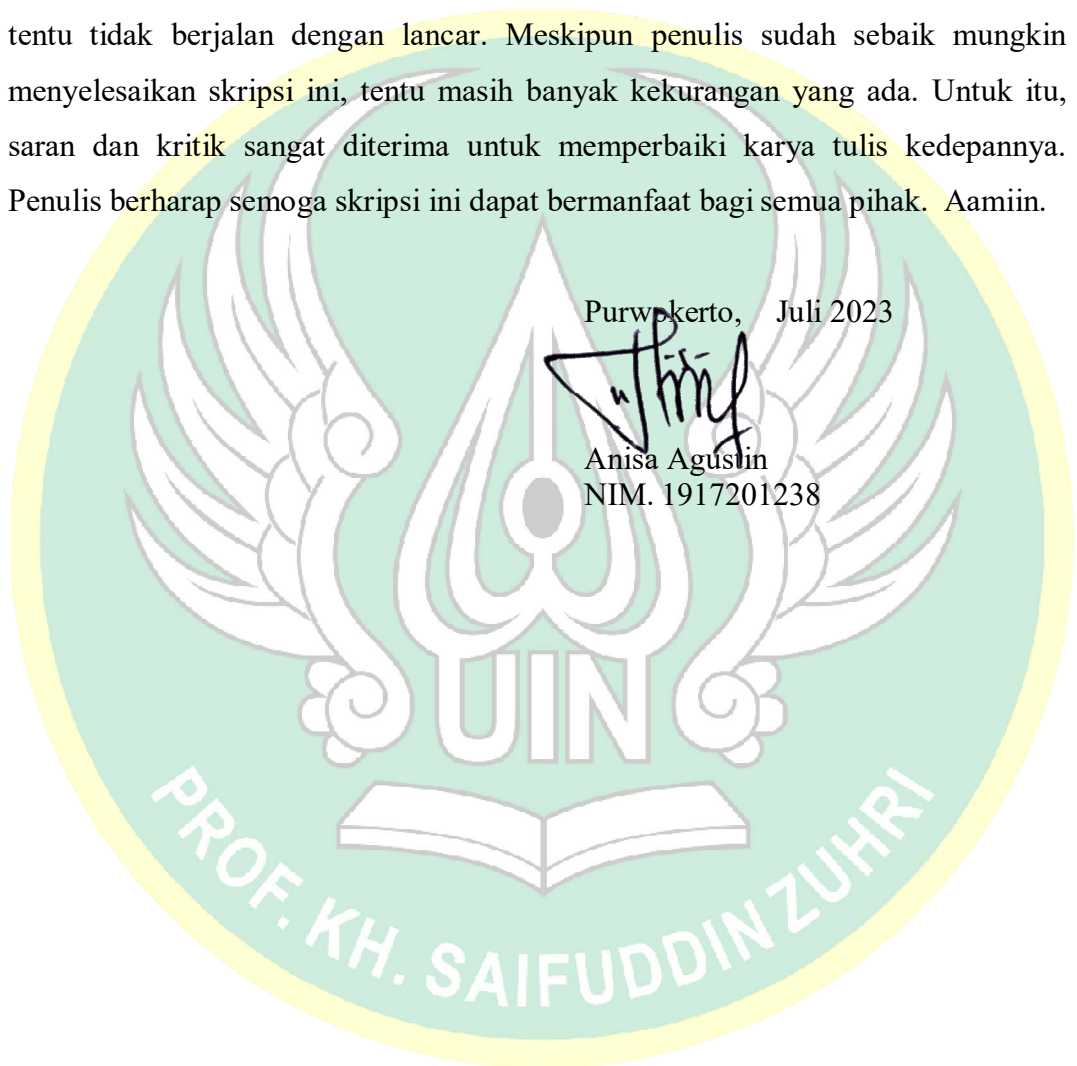 tentu tidak berjalan dengan lancar. Meskipun penulis sudah sebaik mungkin
menyelesaikan skripsi ini, tentu masih banyak kekurangan yang ada. Untuk itu,
saran dan kritik sangat diterima untuk memperbaiki karya tulis kedepannya.
Penulis berharap semoga skripsi ini dapat bermanfaat bagi semua pihak. Aamiin.
Purwokerto, Juli 2023
Anisa Agustin
NIM. 1917201238
UIN
PROF. KH. SAIFUDDIN ZUHRI